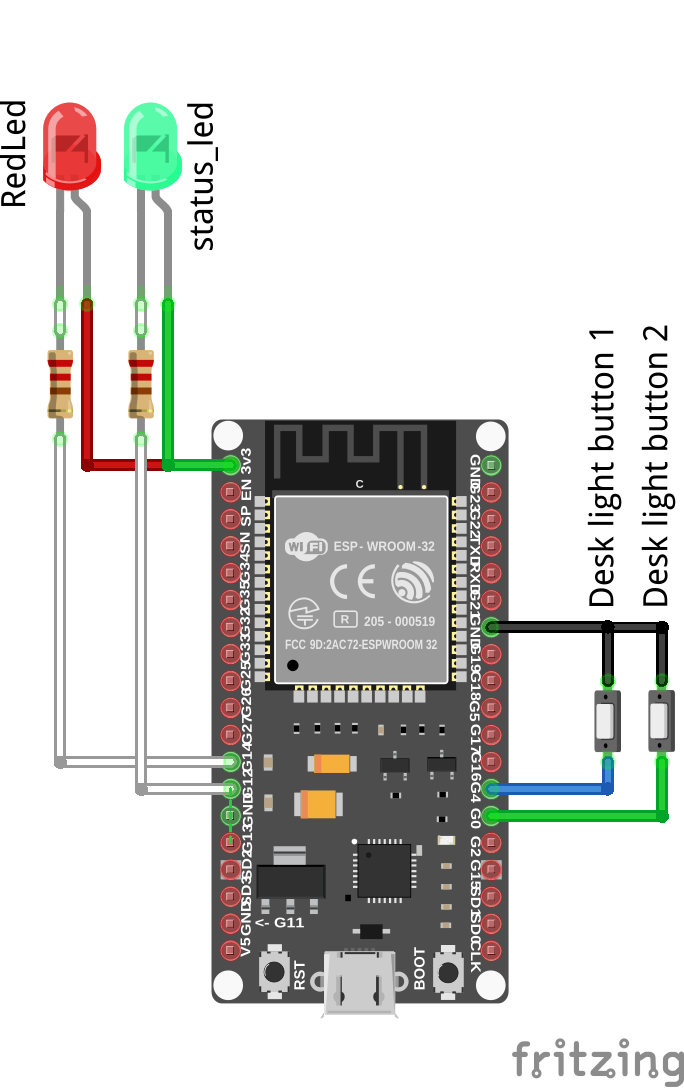 RedLed
status_led
Desk light button 1
Desk light button 2
3v3
EN
SP
SN
G34
G35
G32
G33
G25
G26
G27
G14
G12
GND
G13
SD2
SD3
GND
V5
GND
G23
G22
TXD
RXD
G21
GND
G19
G18
G5
G17
G16
G4
G0
G2
G15
SD1
SD0
CLK
C
WiFi ESP - WROOM -32
CE
R 205 - 000519
FCC 9D:2AC72-ESPWROOM 32
<- G11
RST
BOOT
fritzing